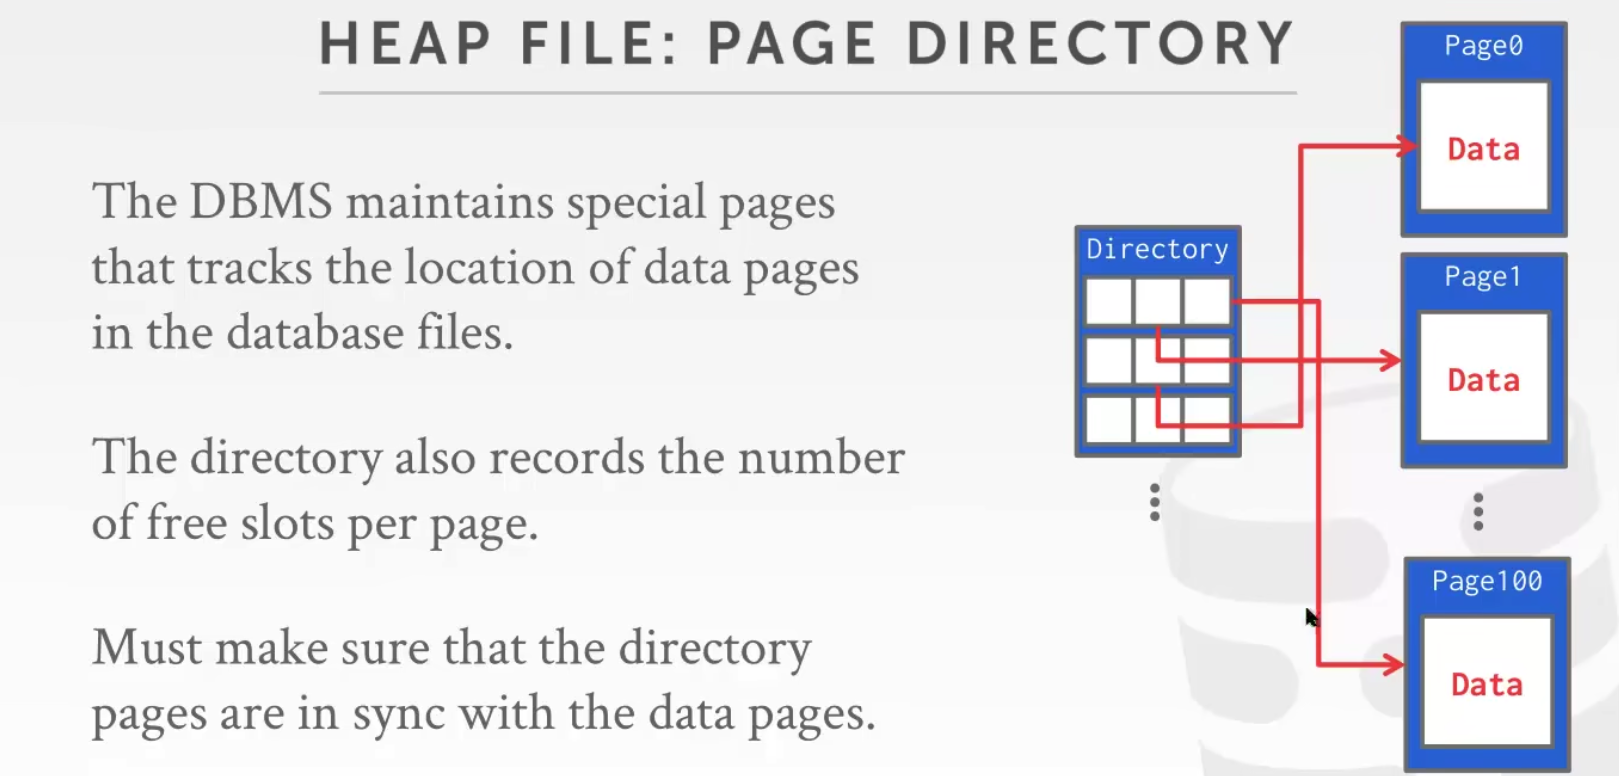 HEAP FILE: PAGE DIRECTORY
The DBMS maintains special pages
that tracks the location of data pages
in the database files.
The directory also records the number
of free slots per page.
Must make sure that the directory
pages are in sync with the data pages.
Directory
Page0
Data
Page1
Data
Page100
Data